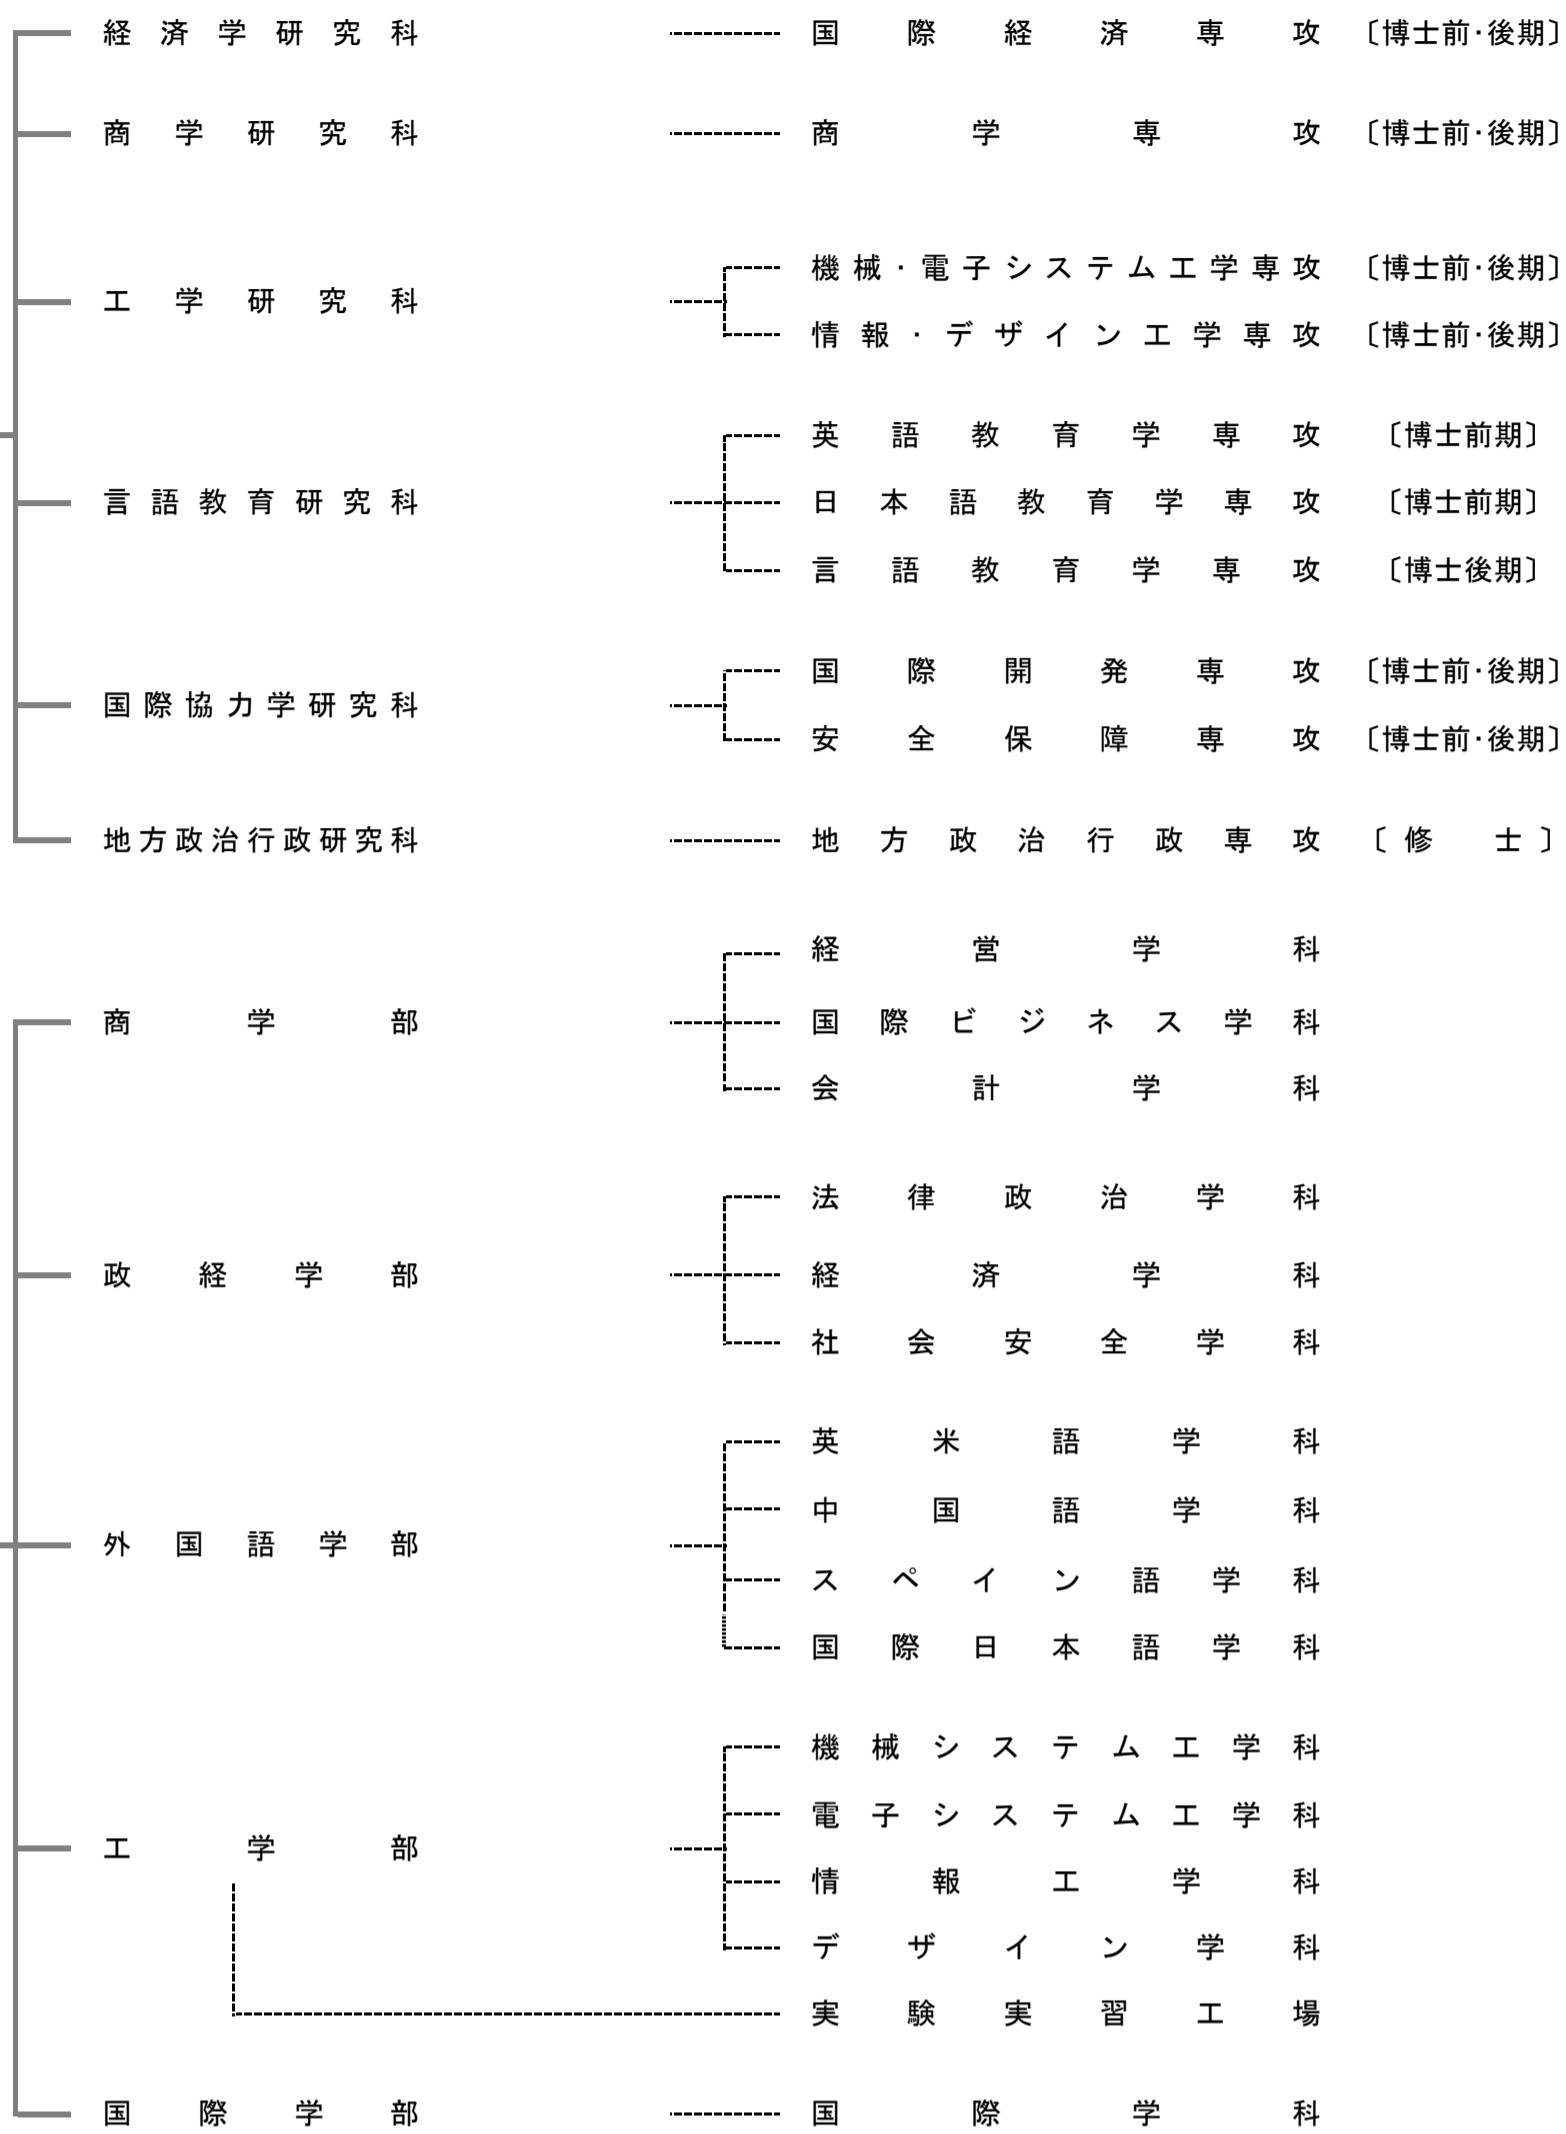 経済学研究科 国際経済専攻 〔博士前・後期〕
商学研究科 商学専攻 〔博士前・後期〕
機械・電子システム工学専攻 〔博士前・後期〕
工学研究科
情報・デザイン工学専攻 〔博士前・後期〕
英語教育学専攻 〔博士前期〕
言語教育研究科 日本語教育学専攻 〔博士前期〕
言語教育学専攻 〔博士後期〕
国際開発専攻 〔博士前・後期〕
国際協力学研究科
安全保障専攻 〔博士前・後期〕
地方政治行政研究科 地方政治行政専攻 〔修士〕
経営学科
商学部 国際ビジネス学科
会計学科
法律政治学科
政経学部 経済学科
社会安全学科
英米語学科
中国語学科
外国語学部
スペイン語学科
国際日本語学科
機械システム工学科
電子システム工学科
工学部
情報工学科
デザイン学科
実験実習工場
国際学部 国際学科